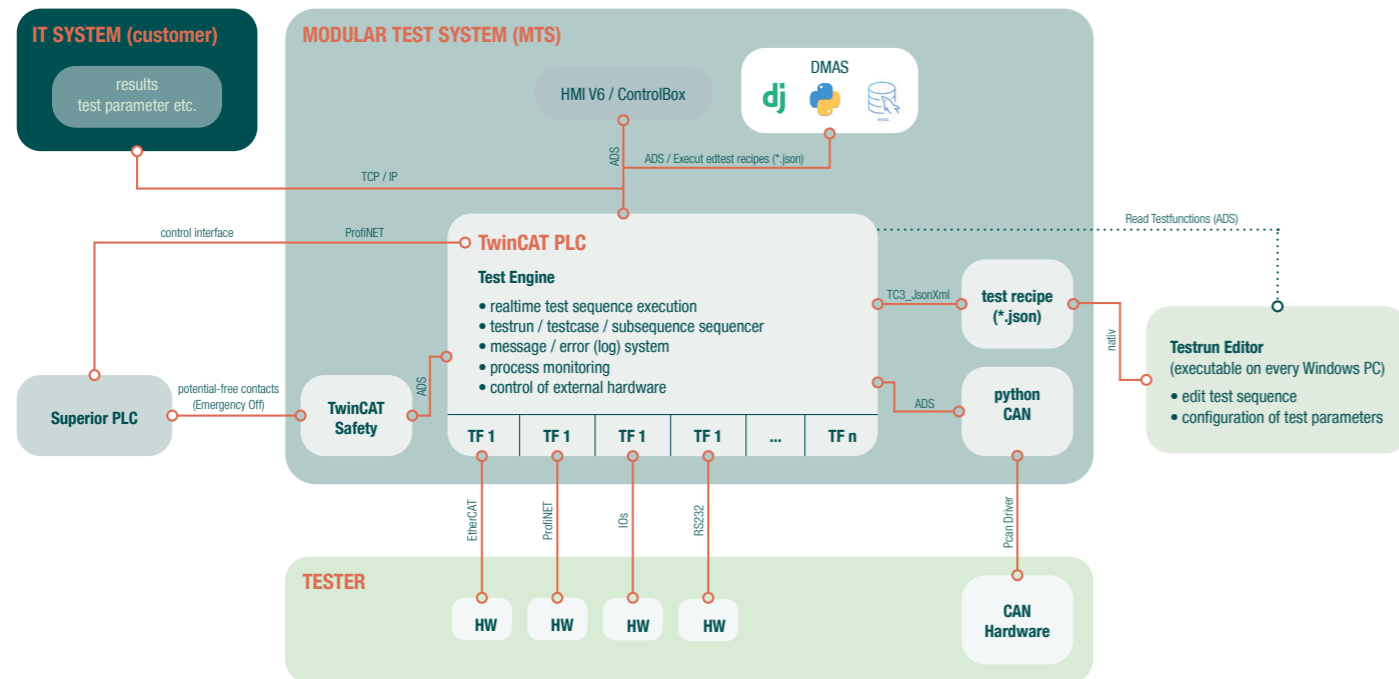 IT SYSTEM (customer)
results
test parameter etc.
MODULAR TEST SYSTEM (MTS)
HMI V6 / ControlBox
DMAS
dj
MySQL
ADS
ADS / Execut edtest recipes (*.json)
TCP / IP
control interface
ProfiNET
Read Testfunctions (ADS)
TwinCAT PLC
Test Engine
• realtime test sequence execution
• testrun / testcase / subsequence sequencer
• message / error (log) system
• process monitoring
• control of external hardware
TF 1
TF 1
TF 1
TF 1
...
TF n
TC3_JsonXml
test recipe
(*.json)
nativ
Testrun Editor
(executable on every Windows PC)
• edit test sequence
• configuration of test parameters
Superior PLC
potential-free contacts
(Emergency Off)
TwinCAT
Safety
ADS
ADS
python
CAN
EtherCAT
ProfiNET
IOs
RS232
Pcan Driver
TESTER
HW
HW
HW
HW
CAN
Hardware